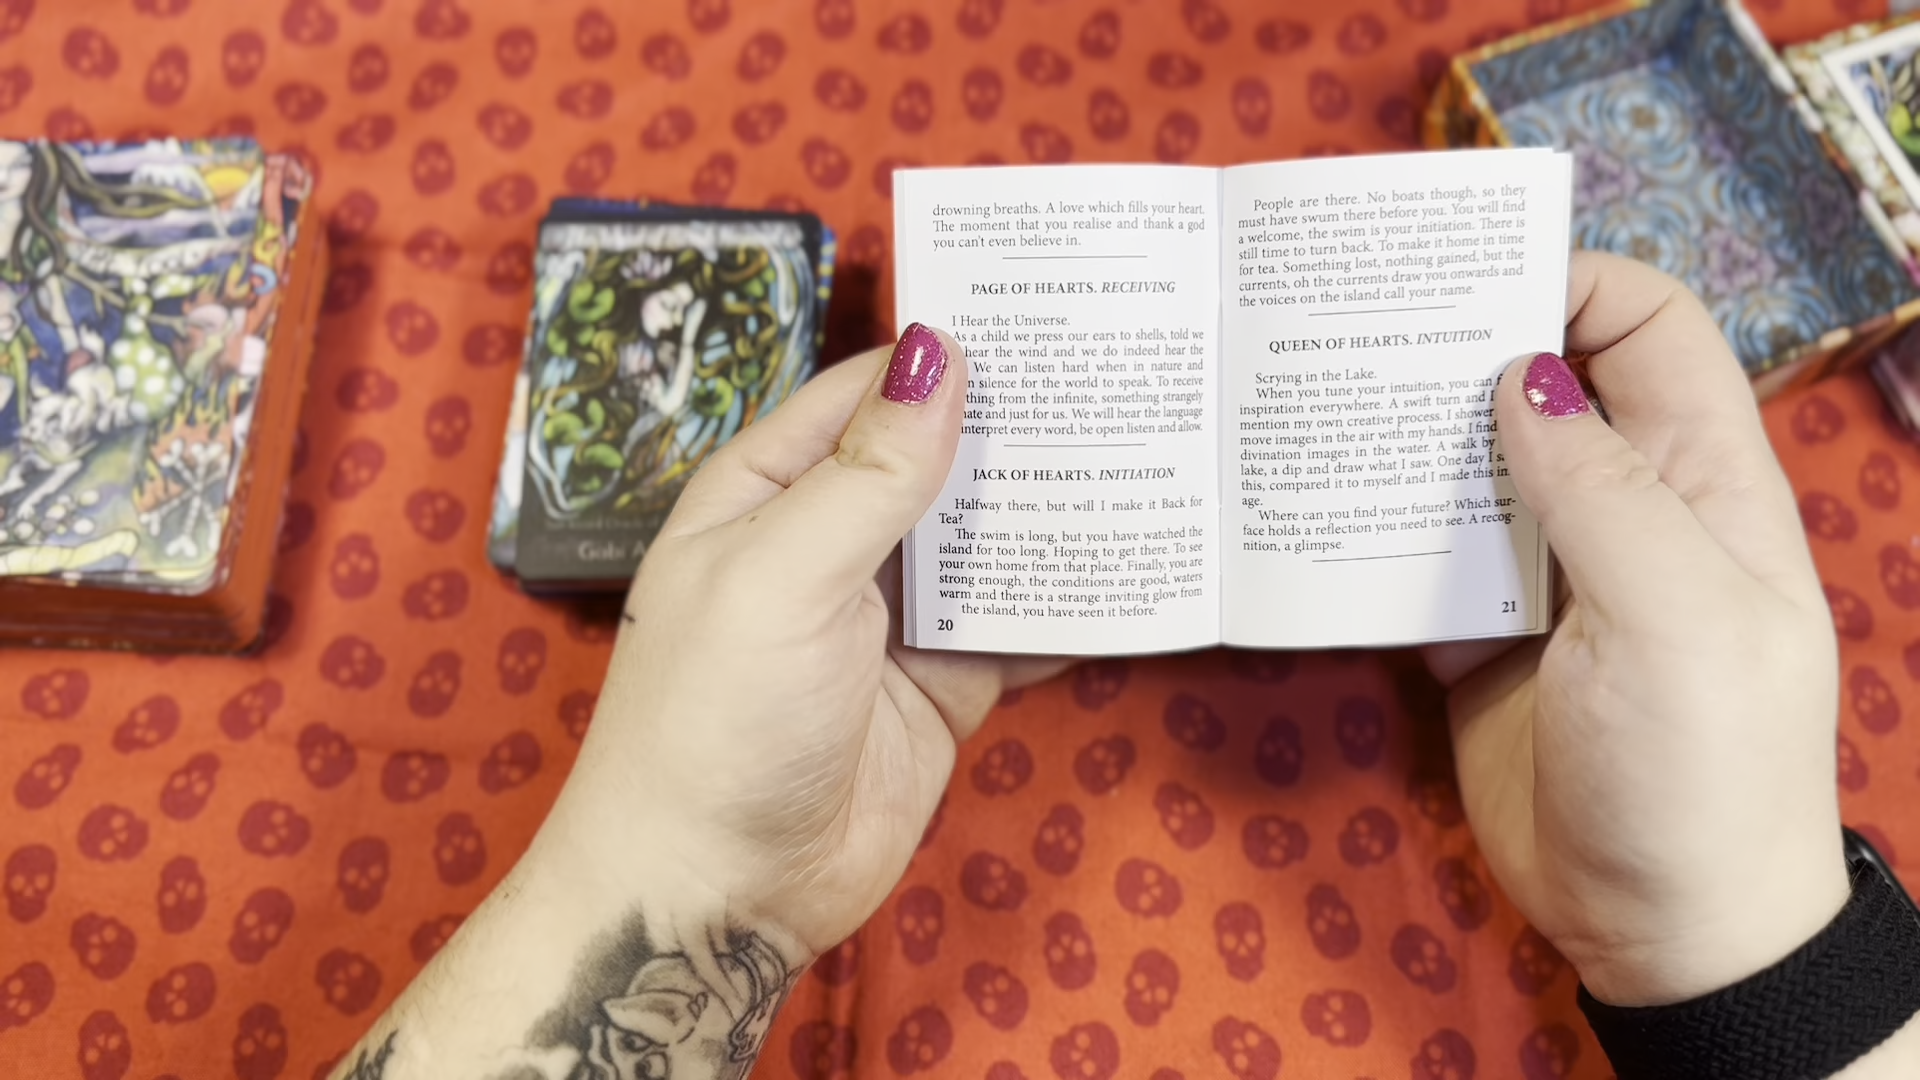 drowning breaths. A love which fills your heart.
The moment that you realise and thank a god
you can't even believe in.
PAGE OF HEARTS. RECEIVING
I Hear the Universe.
As a child we press our ears to shells, told we
hear the wind and we do indeed hear the
We can listen hard when in nature and
silence for the world to speak. To receive
thing from the infinite, something strangely
and just for us. We will hear the language
interpret every word, be open listen and allow.
JACK OF HEARTS. INITIATION
Halfway there, but will I make it Back for
Tea?
The swim is long, but you have watched the
island for too long. Hoping to get there. To see
your own home from that place. Finally, you are
strong enough, the conditions are good, waters
warm and there is a strange inviting glow from
the island, you have seen it before.
20
People are there. No boats though, so they
must have swum there before you. You will find
a welcome, the swim is your initiation. There is
still time to turn back. To make it home in time
for tea. Something lost, nothing gained, but the
currents, oh the currents draw you onwards and
the voices on the island call your name.
QUEEN OF HEARTS. INTUITION
Scrying in the Lake.
When you tune your intuition, you can
inspiration everywhere. A swift turn and I
mention my own creative process. I shower
move images in the air with my hands. I find
divination images in the water. A walk by
lake, a dip and draw what I saw. One day I
this, compared it to myself and I made this
age.
Where can you find your future? Which sur-
face holds a reflection you need to see. A recog-
nition, a glimpse.
21